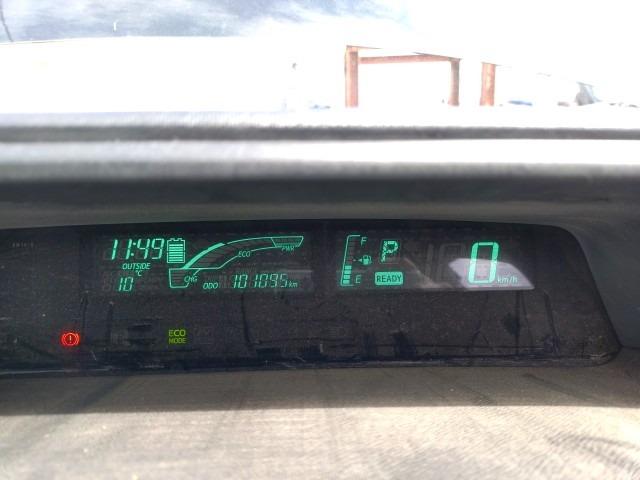 11:49
OUTSIDE
°C
10
CHG
ECO
PWR
ODO 101095 km
F
E
P
READY
0 km/h
ECO
MODE